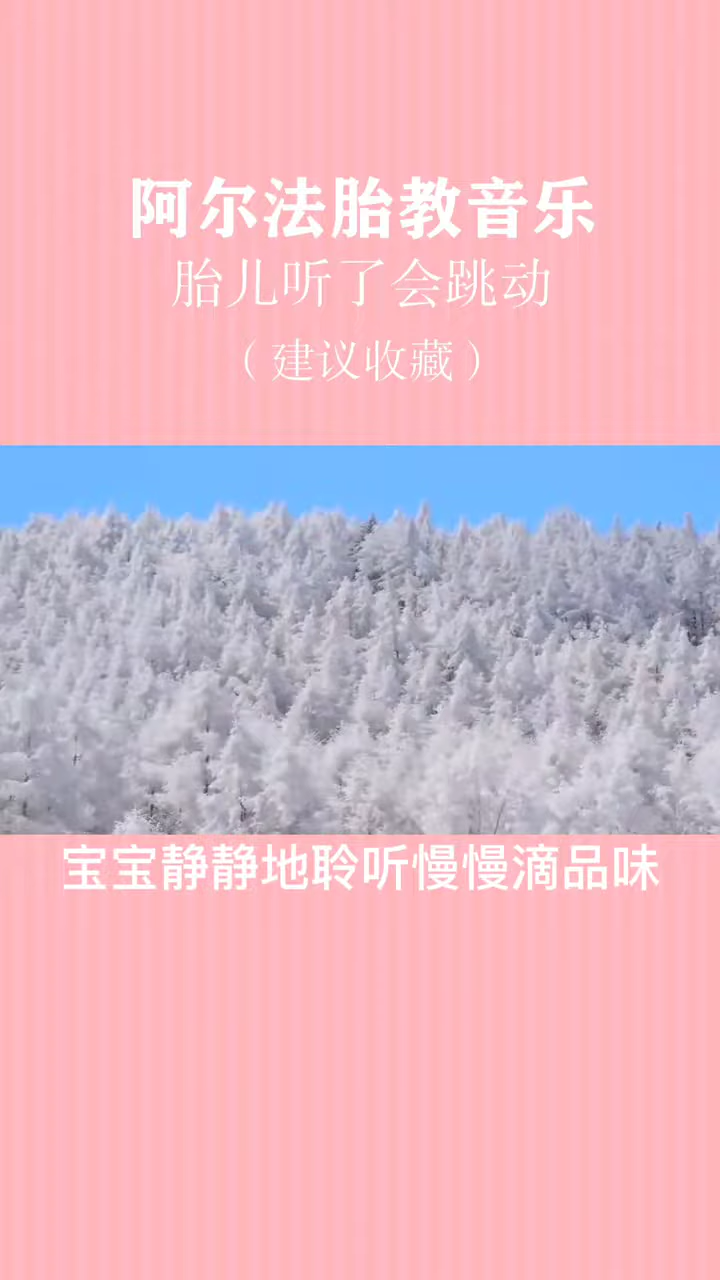 阿尔法胎教音乐
胎儿听了会跳动
（建议收藏）
宝宝静静地聆听慢慢滴品味